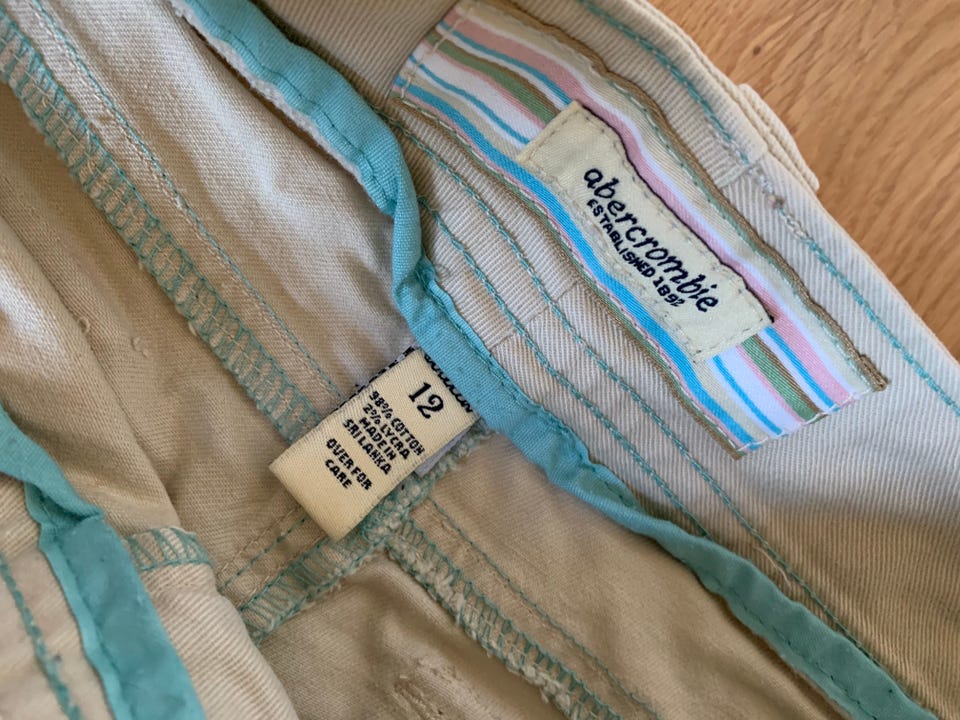 abercrombie
ESTABLISHED 1892
12
98% COTTON
2% LYCRA
MADE IN
SRI LANKA
OVER FOR
CARE